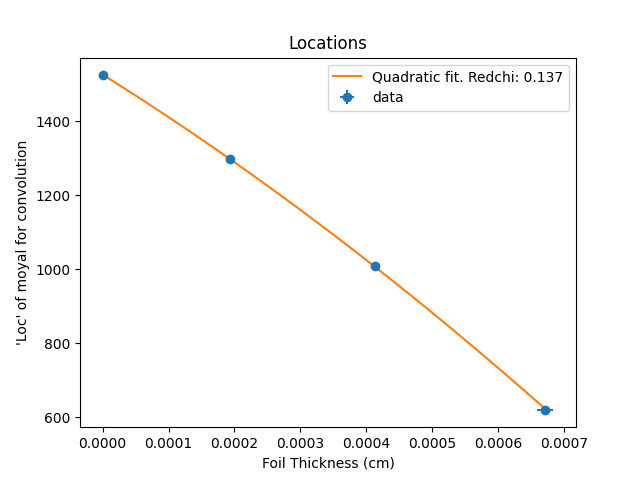 Locations
Quadratic fit. Redchi: 0.137
data
'Loc' of moyal for convolution
1400
1200
1000
800
600
0.0000 0.0001 0.0002 0.0003 0.0004 0.0005 0.0006 0.0007
Foil Thickness (cm)